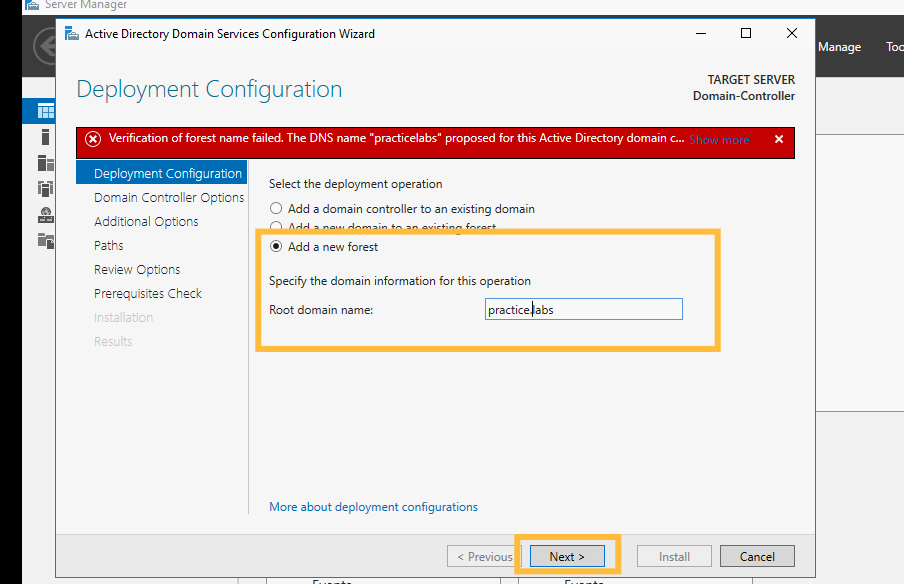 Server Manager
Active Directory Domain Services Configuration Wizard
Manage
Too
Deployment Configuration
TARGET SERVER
Domain-Controller
Verification of forest name failed. The DNS name "practicelabs" proposed for this Active Directory domain c... Show more
Deployment Configuration
Domain Controller Options
Additional Options
Paths
Review Options
Prerequisites Check
Installation
Results
Select the deployment operation
Add a domain controller to an existing domain
Add a new domain to an existing forest
Add a new forest
Specify the domain information for this operation
Root domain name: practice.labs
More about deployment configurations
< Previous Next > Install Cancel
Events Events